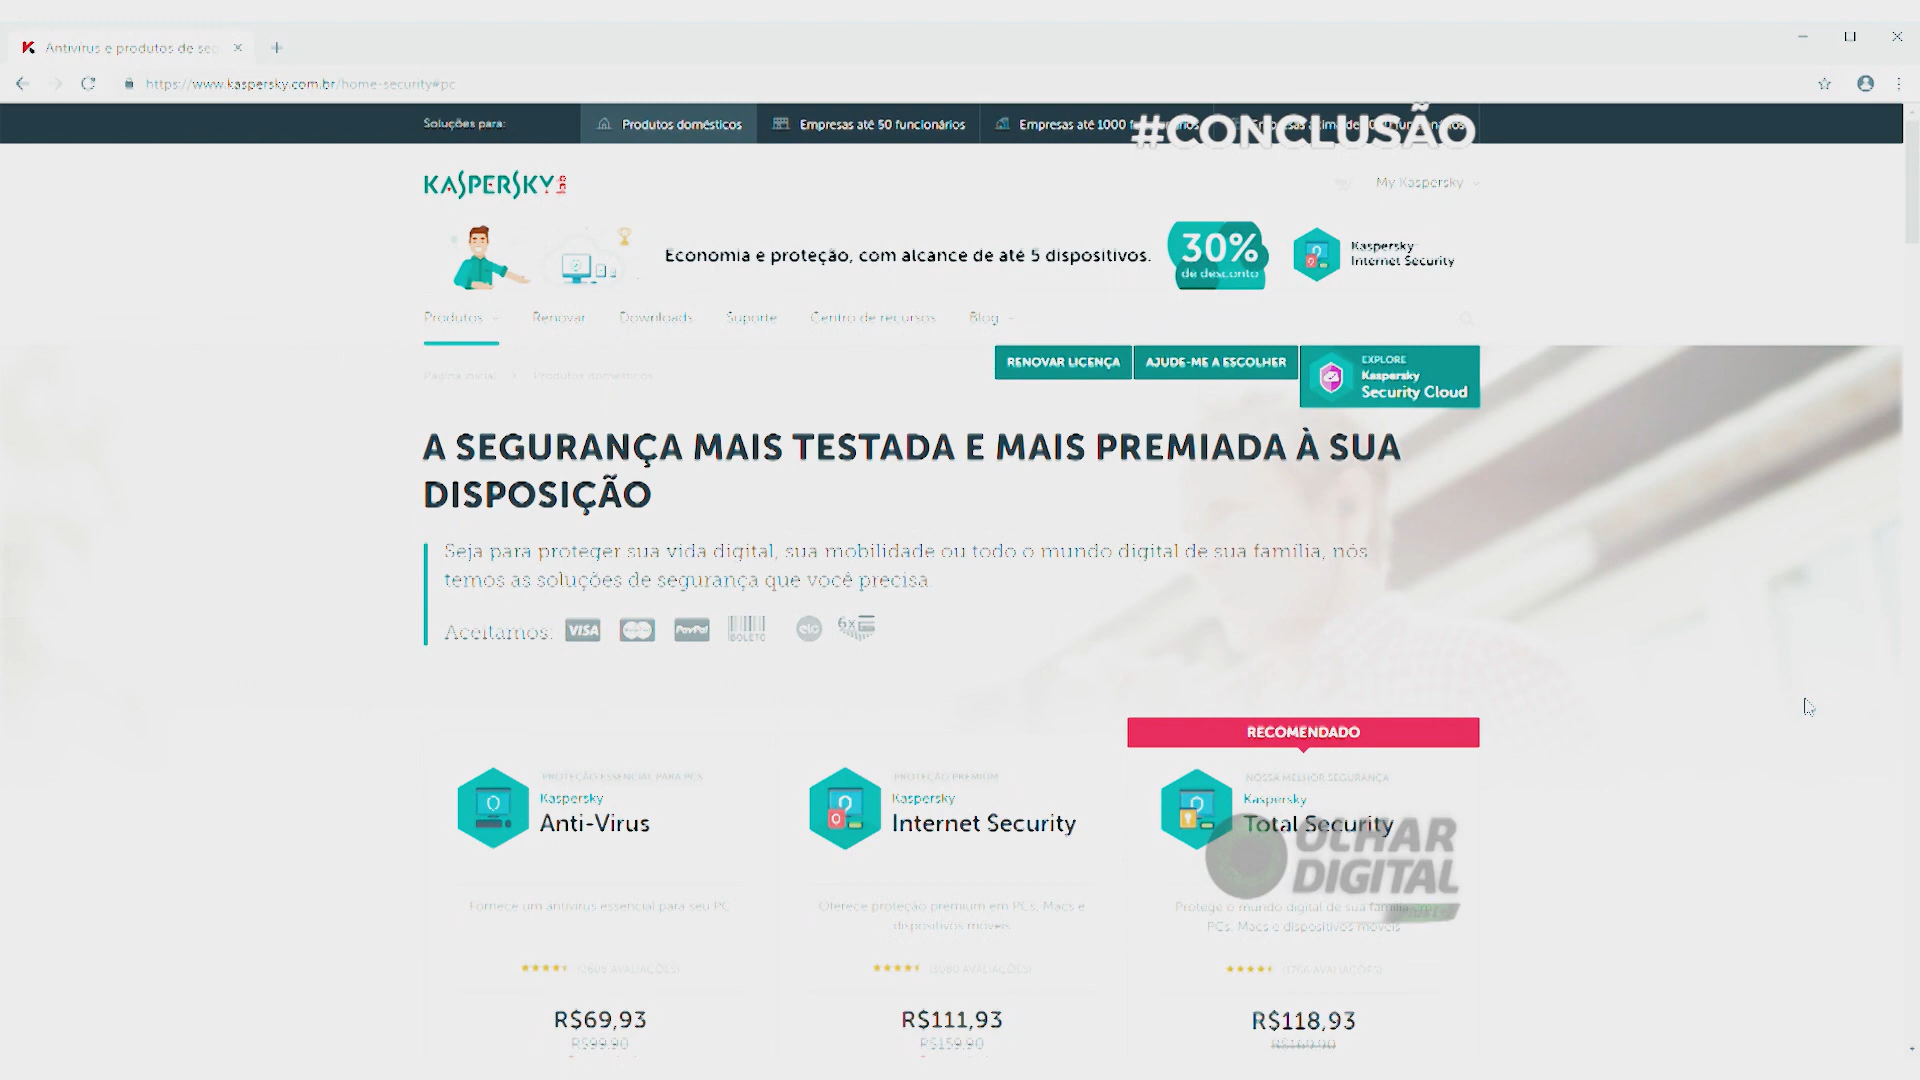 Antivirus e produtos de seg
https://www.kaspersky.com.br/home-security#pc
Soluções para:
Produtos domésticos
Empresas até 50 funcionários
Empresas até 1000
#CONCLUSÃO
KASPERSKY lab
My Kaspersky
Economia e proteção, com alcance de até 5 dispositivos.
30%
de desconto
Kaspersky
Internet Security
Produtos
Renovar
Downloads
Suporte
Centro de recursos
Blog
Página inicial > Produtos domésticos
RENOVAR LICENÇA
AJUDE-ME A ESCOLHER
EXPLORE
Kaspersky
Security Cloud
A SEGURANÇA MAIS TESTADA E MAIS PREMIADA À SUA
DISPOSIÇÃO
Seja para proteger sua vida digital, sua mobilidade ou todo o mundo digital de sua família, nós
temos as soluções de segurança que você precisa.
Aceitamos:
VISA
PayPal
BOLETO
elo
6x
RECOMENDADO
PROTEÇÃO ESSENCIAL PARA PCS
Kaspersky
Anti-Virus
Fornece um antivírus essencial para seu PC
(2608 AVALIAÇÕES)
R$69,93
R$99,90
PROTEÇÃO PREMIUM
Kaspersky
Internet Security
Oferece proteção premium em PCs, Macs e
dispositivos móveis
(3080 AVALIAÇÕES)
R$111,93
R$159,90
NOSSA MELHOR SEGURANÇA
Kaspersky
Total Security
OLHAR
DIGITAL
Protege o mundo digital de sua família em
PCs, Macs e dispositivos móveis
AVALIAÇÕES)
R$118,93
R$169,90